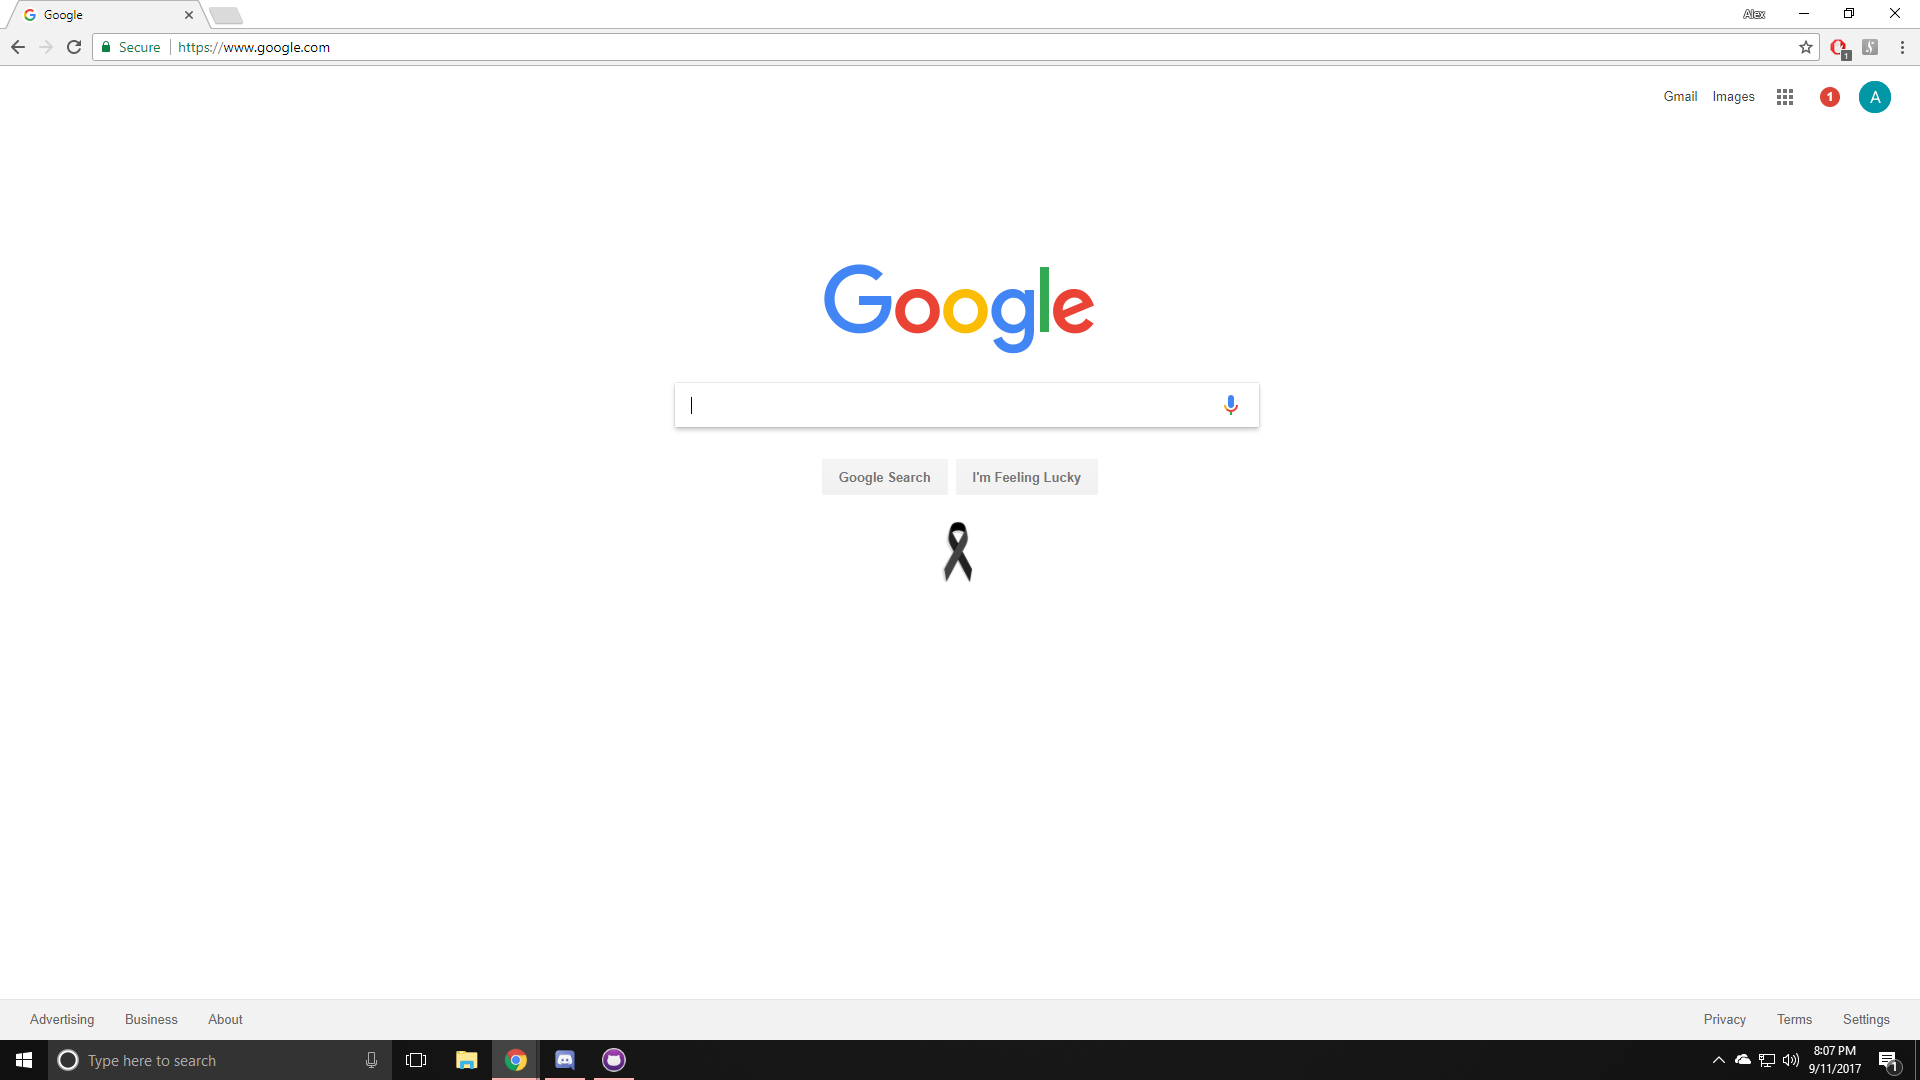 Google
Alex
Secure
https://www.google.com
1
Gmail
Images
1
A
Google
Google Search
I'm Feeling Lucky
Advertising
Business
About
Privacy
Terms
Settings
Type here to search
8:07 PM
9/11/2017
1